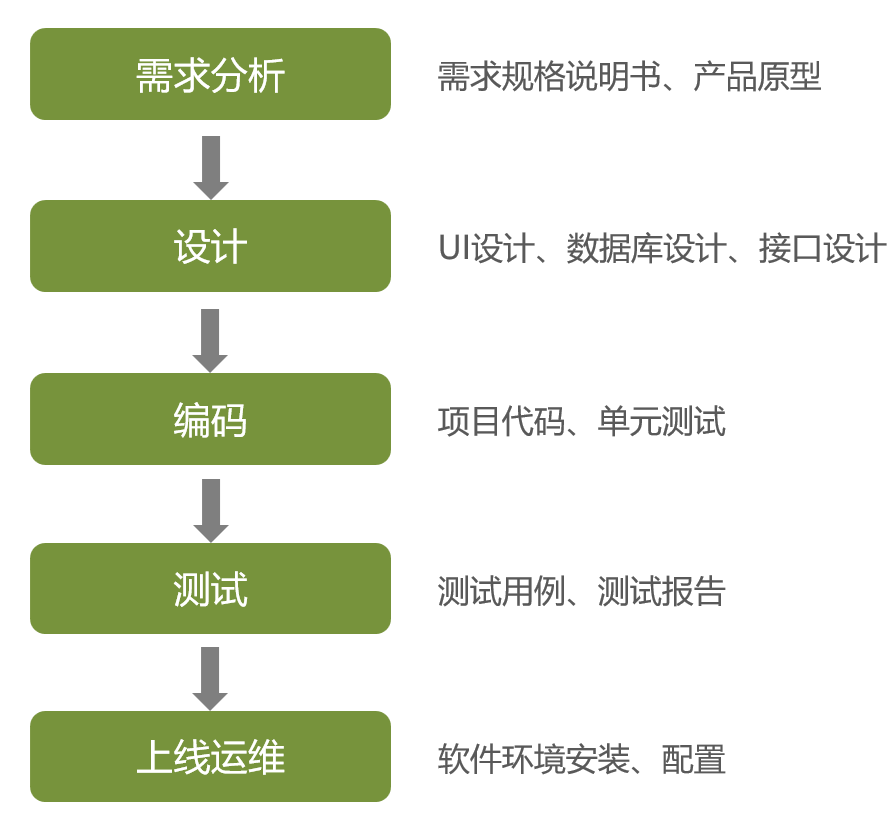 需求分析
需求规格说明书、产品原型
设计
UI设计、数据库设计、接口设计
编码
项目代码、单元测试
测试
测试用例、测试报告
上线运维
软件环境安装、配置